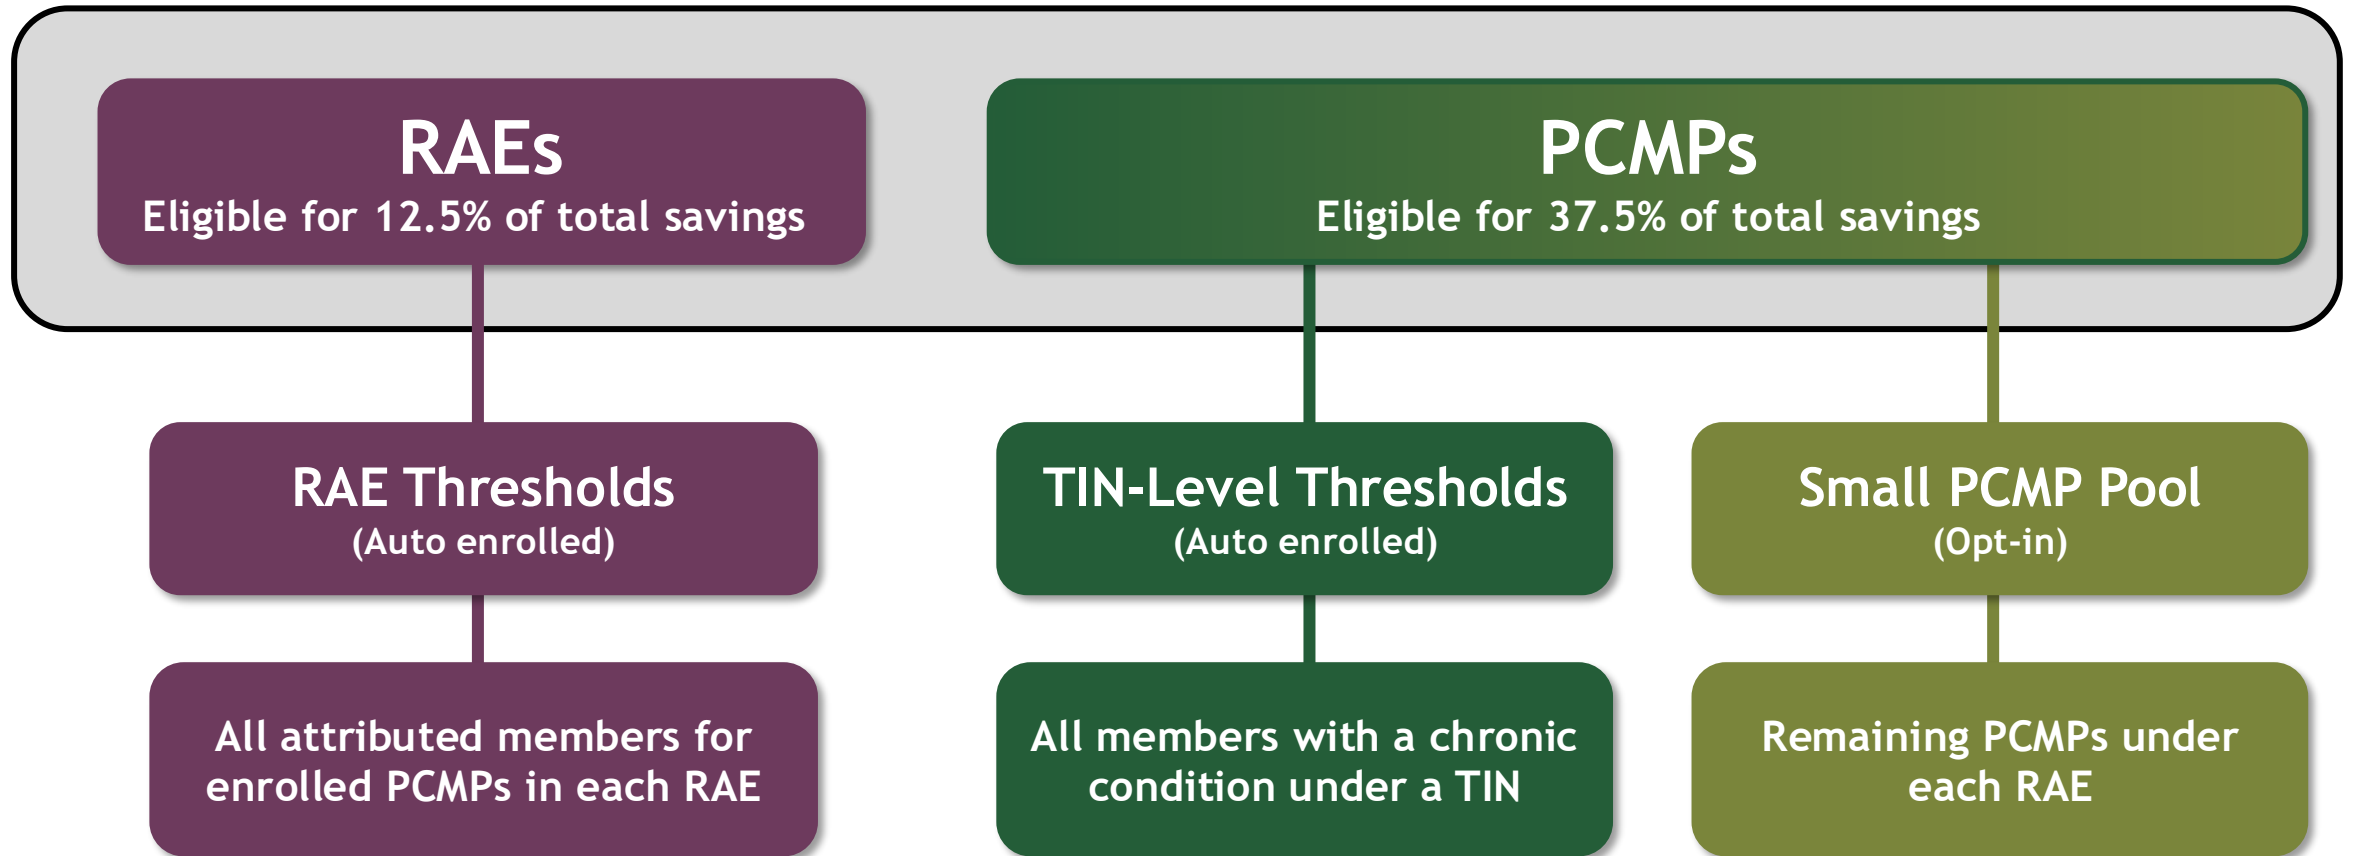 RAEs
Eligible for 12.5% of total savings
PCMPs
Eligible for 37.5% of total savings
RAE Thresholds
(Auto enrolled)
TIN-Level Thresholds
(Auto enrolled)
Small PCMP Pool
(Opt-in)
All attributed members for
enrolled PCMPs in each RAE
All members with a chronic
condition under a TIN
Remaining PCMPs under
each RAE